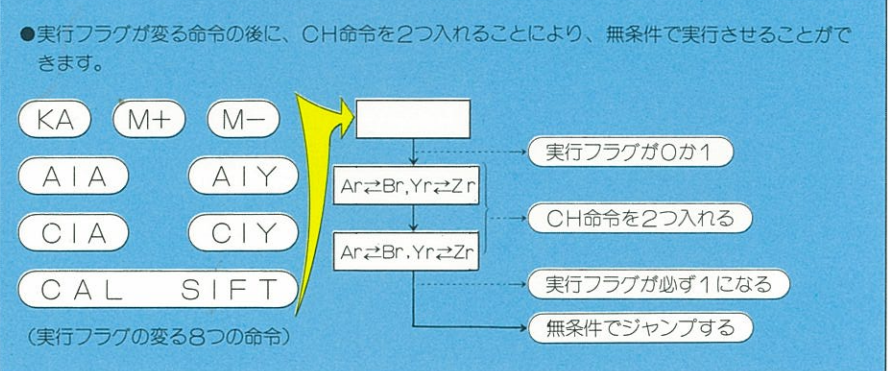 ●実行フラグが変る命令の後に、CH命令を2つ入れることにより、無条件で実行させることがで
きます。
KA M+ M−
AIA AIY
CIA CIY
CAL SIFT
(実行フラグの変る8つの命令)
実行フラグが0か1
Ar⇄Br,Yr⇄Zr
CH命令を2つ入れる
Ar⇄Br,Yr⇄Zr
実行フラグが必ず1になる
無条件でジャンプする